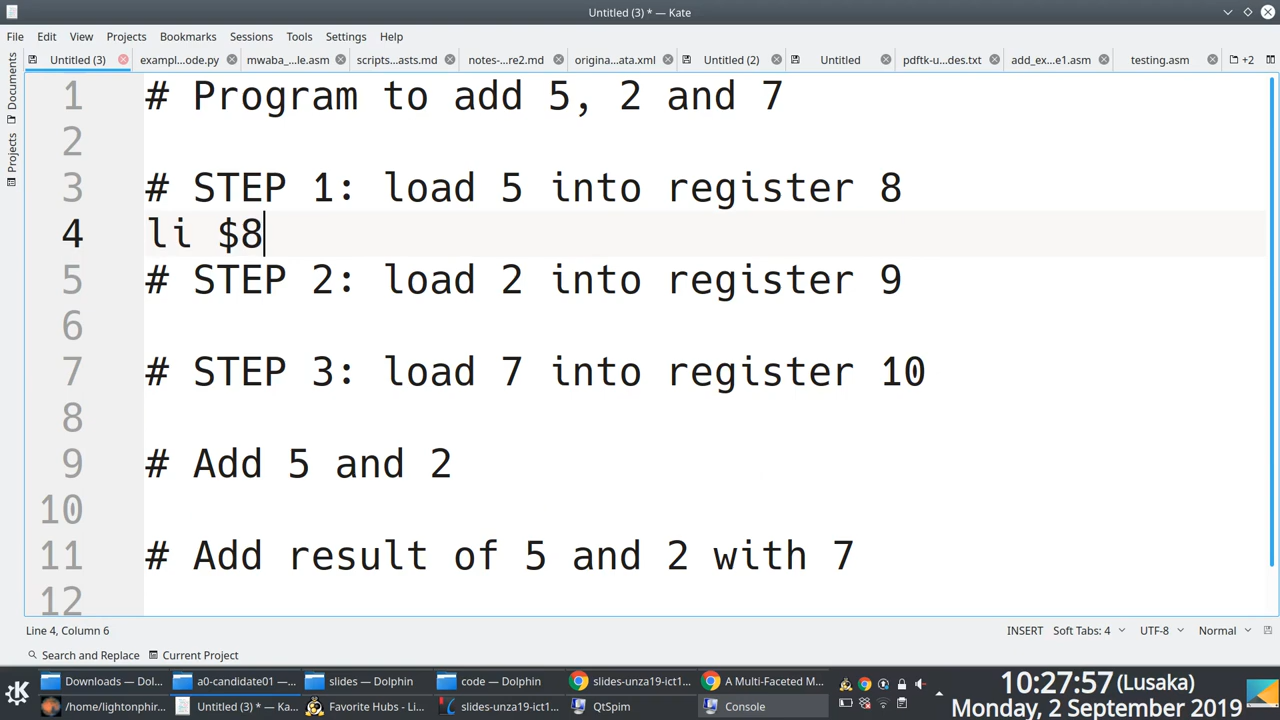 Untitled (3) * — Kate
File Edit View Projects Bookmarks Sessions Tools Settings Help
Untitled (3) exampl...ode.py mwaba_...le.asm scripts...asts.md notes-...re2.md origina...ata.xml Untitled (2) Untitled pdftk-u...des.txt add_ex...e1.asm testing.asm +2
Documents
Projects
1 # Program to add 5, 2 and 7
2
3 # STEP 1: load 5 into register 8
4 li $8
5 # STEP 2: load 2 into register 9
6
7 # STEP 3: load 7 into register 10
8
9 # Add 5 and 2
10
11 # Add result of 5 and 2 with 7
12
Line 4, Column 6 INSERT Soft Tabs: 4 UTF-8 Normal
Search and Replace Current Project
Downloads — Dol... a0-candidate01 —... slides — Dolphin code — Dolphin slides-unza19-ict1... A Multi-Faceted M...
/home/lightonphir... Untitled (3) * — Ka... Favorite Hubs - Li... slides-unza19-ict1... QtSpim Console
10:27:57 (Lusaka)
Monday, 2 September 2019